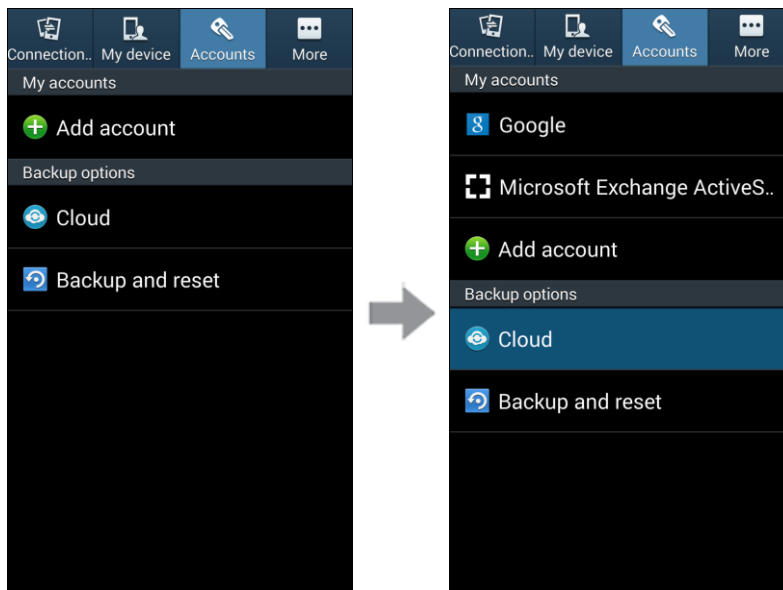 Connection.. My device Accounts More
My accounts
Add account
Backup options
Cloud
Backup and reset
Connection.. My device Accounts More
My accounts
8 Google
Microsoft Exchange ActiveS..
Add account
Backup options
Cloud
Backup and reset